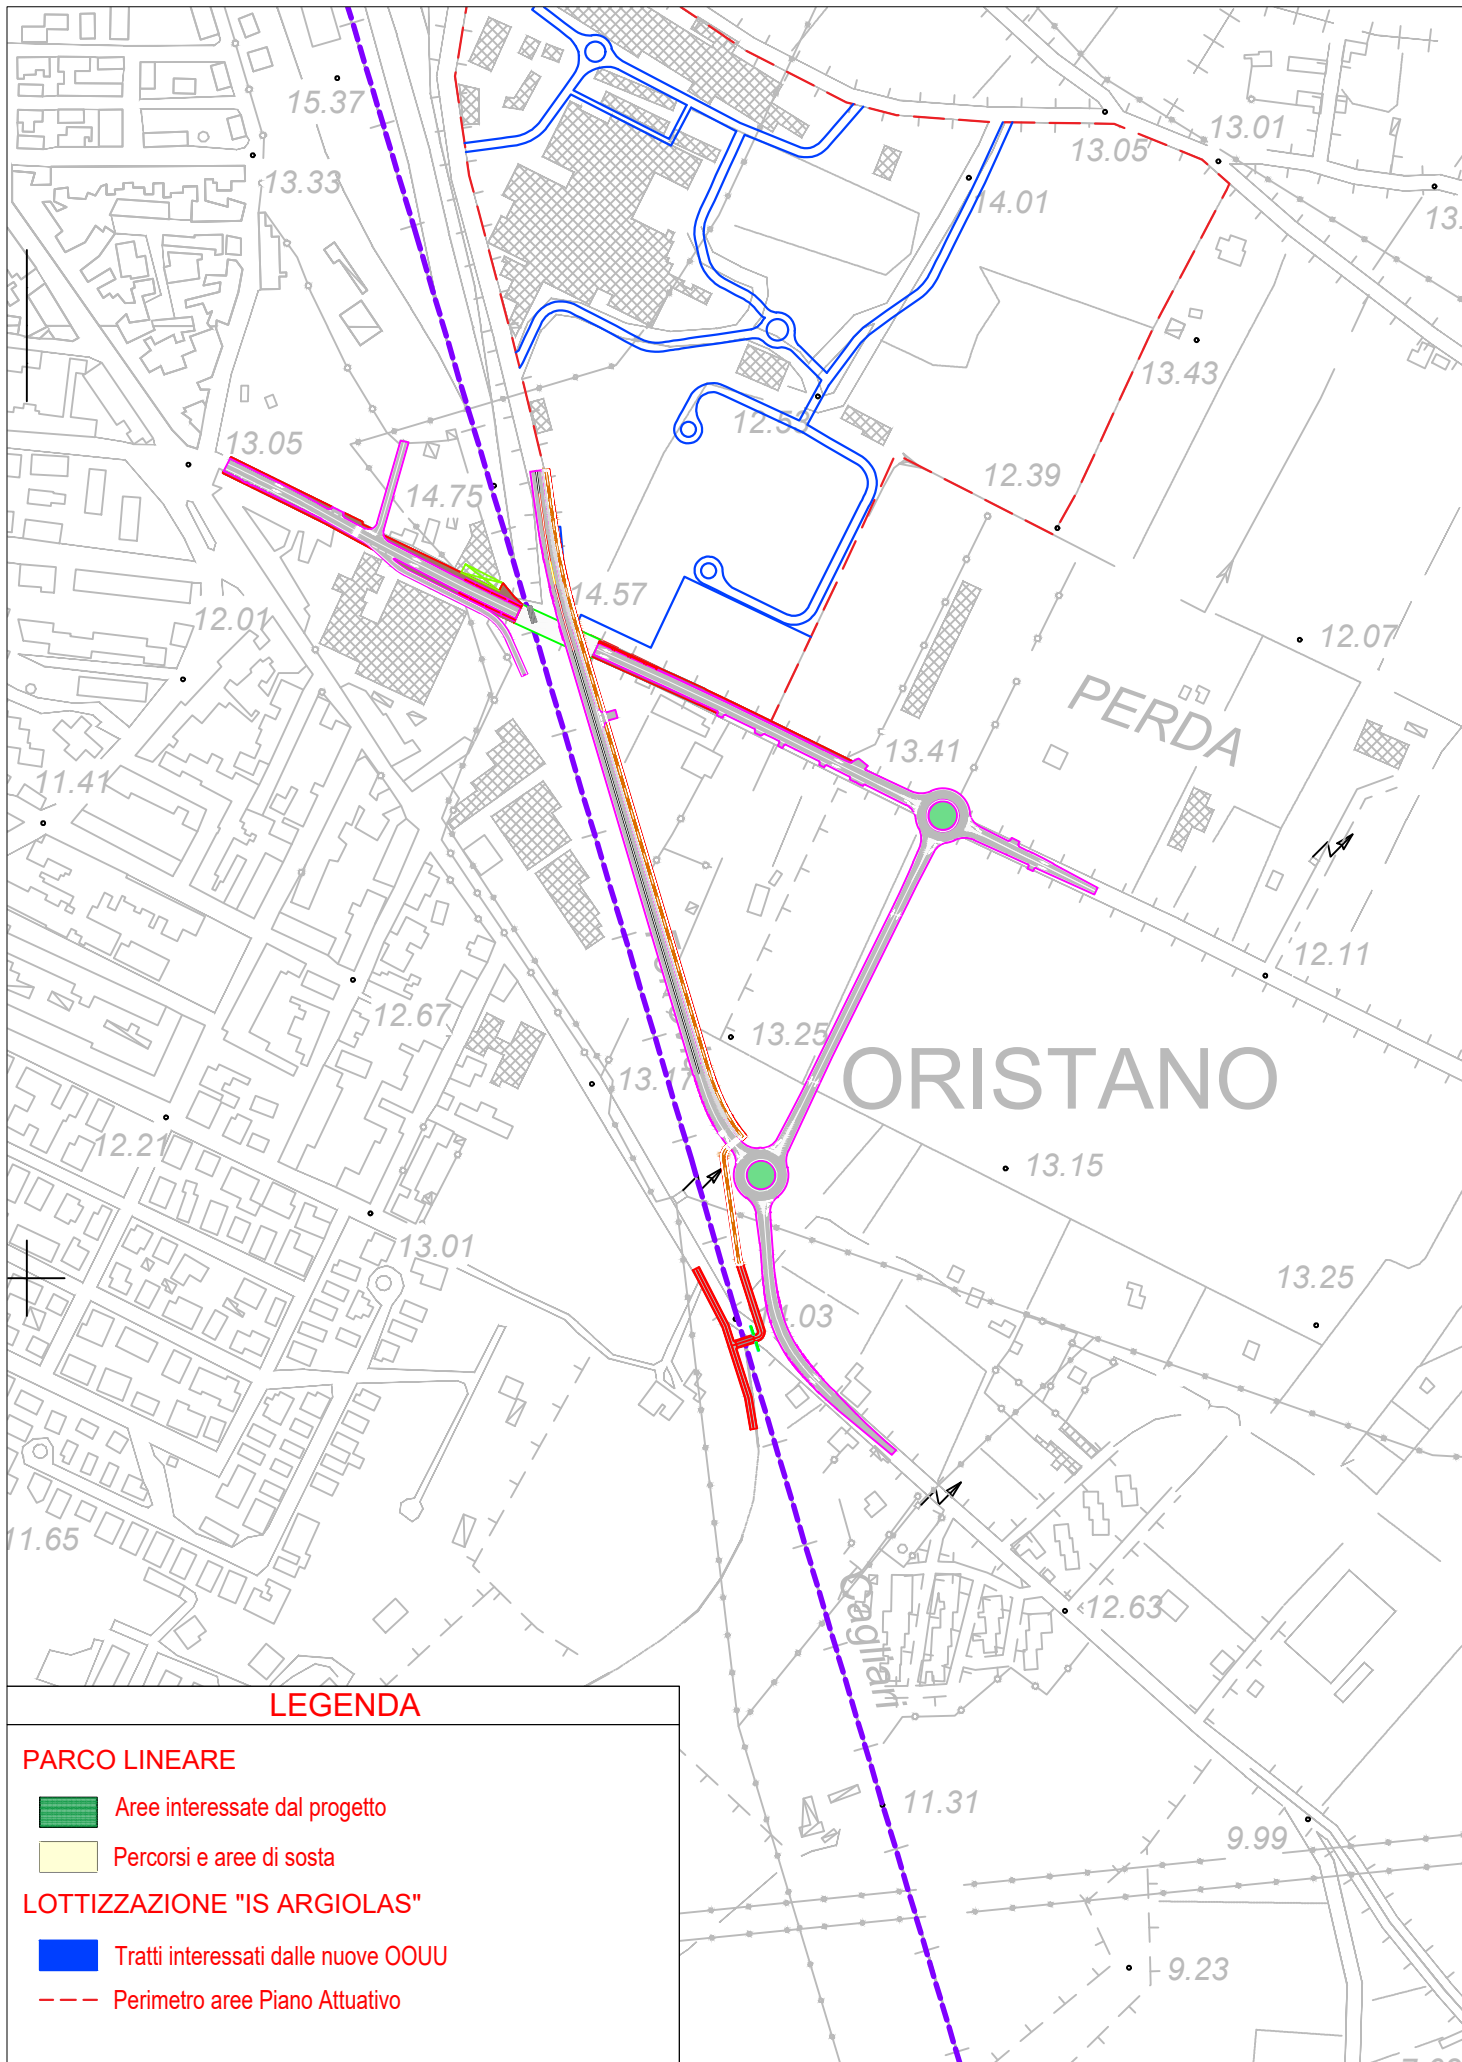 15.37
13.33
13.01
13.05
14.01
13.43
13.05
12.53
12.39
14.75
14.57
12.01
12.07
PERDA
13.41
11.41
12.11
12.67
13.25
13.17
ORISTANO
12.21
13.15
13.01
13.25
11.65
Cagliari
12.63
11.31
9.99
9.23
LEGENDA
PARCO LINEARE
Aree interessate dal progetto
Percorsi e aree di sosta
LOTTIZZAZIONE "IS ARGIOLAS"
Tratti interessati dalle nuove OOUU
Perimetro aree Piano Attuativo